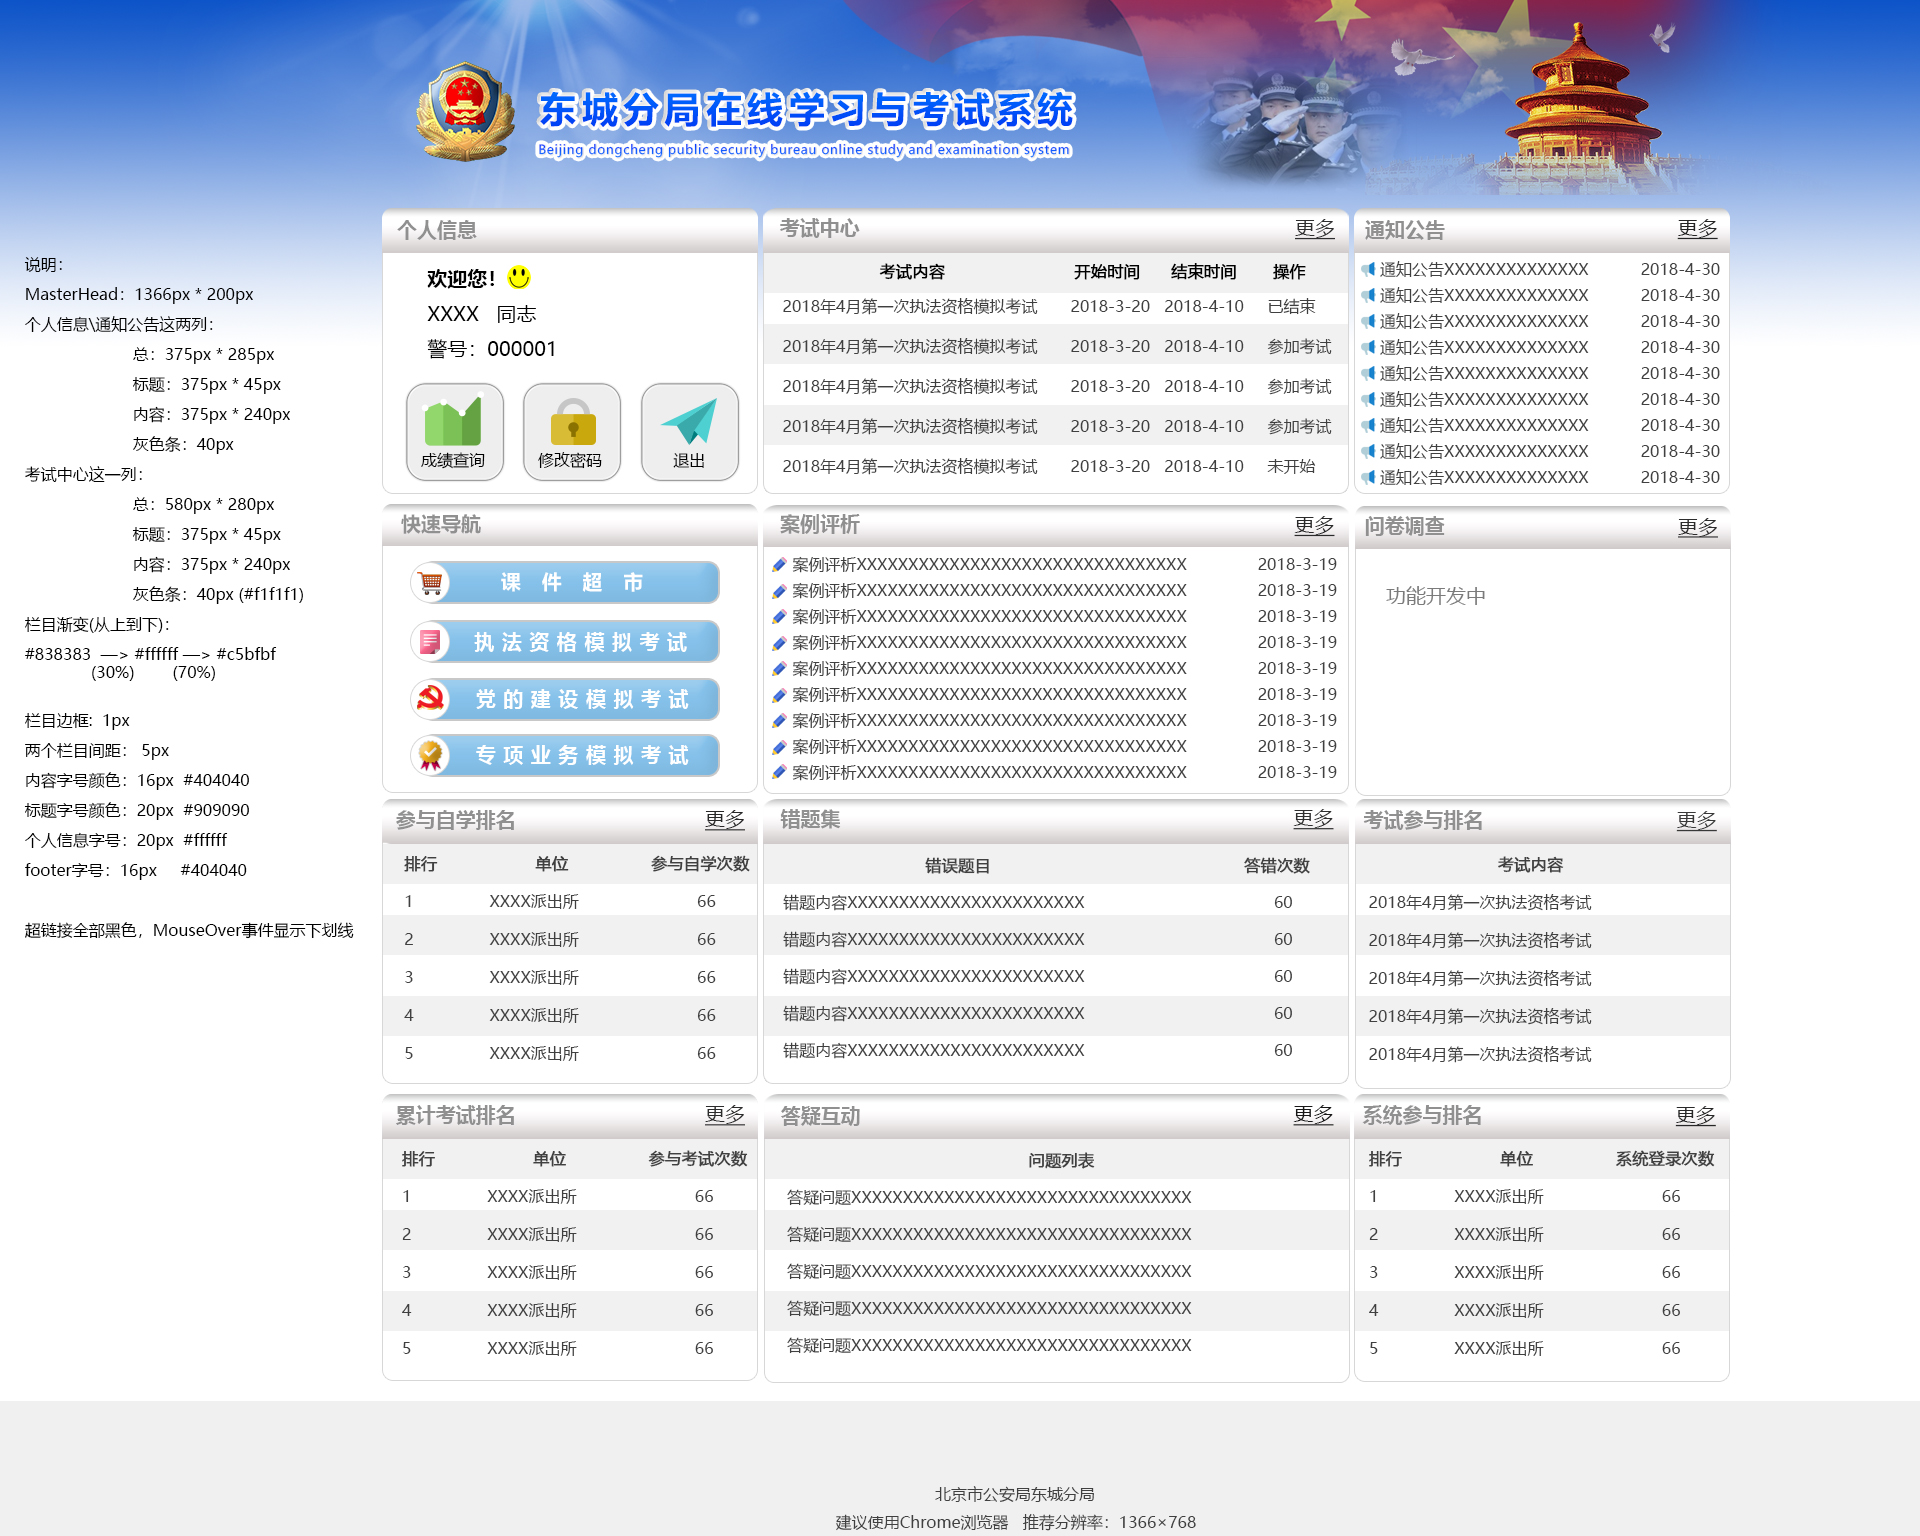 东城分局在线学习与考试系统
Beijing dongcheng public security bureau online study and examination system
说明：
MasterHead：1366px * 200px
个人信息\通知公告这两列：
总：375px * 285px
标题：375px * 45px
内容：375px * 240px
灰色条：40px
考试中心这一列：
总：580px * 280px
标题：375px * 45px
内容：375px * 240px
灰色条：40px (#f1f1f1)
栏目渐变(从上到下)：
#838383 —> #ffffff —> #c5bfbf
(30%) (70%)
栏目边框：1px
两个栏目间距： 5px
内容字号颜色：16px #404040
标题字号颜色：20px #909090
个人信息字号：20px #ffffff
footer字号：16px #404040
超链接全部黑色，MouseOver事件显示下划线
个人信息
欢迎您！
XXXX 同志
警号：000001
成绩查询 修改密码 退出
考试中心 更多
考试内容 开始时间 结束时间 操作
2018年4月第一次执法资格模拟考试 2018-3-20 2018-4-10 已结束
2018年4月第一次执法资格模拟考试 2018-3-20 2018-4-10 参加考试
2018年4月第一次执法资格模拟考试 2018-3-20 2018-4-10 参加考试
2018年4月第一次执法资格模拟考试 2018-3-20 2018-4-10 参加考试
2018年4月第一次执法资格模拟考试 2018-3-20 2018-4-10 未开始
通知公告 更多
通知公告XXXXXXXXXXXXXX 2018-4-30
通知公告XXXXXXXXXXXXXX 2018-4-30
通知公告XXXXXXXXXXXXXX 2018-4-30
通知公告XXXXXXXXXXXXXX 2018-4-30
通知公告XXXXXXXXXXXXXX 2018-4-30
通知公告XXXXXXXXXXXXXX 2018-4-30
通知公告XXXXXXXXXXXXXX 2018-4-30
通知公告XXXXXXXXXXXXXX 2018-4-30
通知公告XXXXXXXXXXXXXX 2018-4-30
快速导航
课件超市
执法资格模拟考试
党的建设模拟考试
专项业务模拟考试
案例评析 更多
案例评析XXXXXXXXXXXXXXXXXXXXXXXXXXXXXXXX 2018-3-19
案例评析XXXXXXXXXXXXXXXXXXXXXXXXXXXXXXXX 2018-3-19
案例评析XXXXXXXXXXXXXXXXXXXXXXXXXXXXXXXX 2018-3-19
案例评析XXXXXXXXXXXXXXXXXXXXXXXXXXXXXXXX 2018-3-19
案例评析XXXXXXXXXXXXXXXXXXXXXXXXXXXXXXXX 2018-3-19
案例评析XXXXXXXXXXXXXXXXXXXXXXXXXXXXXXXX 2018-3-19
案例评析XXXXXXXXXXXXXXXXXXXXXXXXXXXXXXXX 2018-3-19
案例评析XXXXXXXXXXXXXXXXXXXXXXXXXXXXXXXX 2018-3-19
案例评析XXXXXXXXXXXXXXXXXXXXXXXXXXXXXXXX 2018-3-19
问卷调查 更多
功能开发中
参与自学排名 更多
排行 单位 参与自学次数
1 XXXX派出所 66
2 XXXX派出所 66
3 XXXX派出所 66
4 XXXX派出所 66
5 XXXX派出所 66
错题集 更多
错误题目 答错次数
错题内容XXXXXXXXXXXXXXXXXXXXXXX 60
错题内容XXXXXXXXXXXXXXXXXXXXXXX 60
错题内容XXXXXXXXXXXXXXXXXXXXXXX 60
错题内容XXXXXXXXXXXXXXXXXXXXXXX 60
错题内容XXXXXXXXXXXXXXXXXXXXXXX 60
考试参与排名 更多
考试内容
2018年4月第一次执法资格考试
2018年4月第一次执法资格考试
2018年4月第一次执法资格考试
2018年4月第一次执法资格考试
2018年4月第一次执法资格考试
累计考试排名 更多
排行 单位 参与考试次数
1 XXXX派出所 66
2 XXXX派出所 66
3 XXXX派出所 66
4 XXXX派出所 66
5 XXXX派出所 66
答疑互动 更多
问题列表
答疑问题XXXXXXXXXXXXXXXXXXXXXXXXXXXXXXXXX
答疑问题XXXXXXXXXXXXXXXXXXXXXXXXXXXXXXXXX
答疑问题XXXXXXXXXXXXXXXXXXXXXXXXXXXXXXXXX
答疑问题XXXXXXXXXXXXXXXXXXXXXXXXXXXXXXXXX
答疑问题XXXXXXXXXXXXXXXXXXXXXXXXXXXXXXXXX
系统参与排名 更多
排行 单位 系统登录次数
1 XXXX派出所 66
2 XXXX派出所 66
3 XXXX派出所 66
4 XXXX派出所 66
5 XXXX派出所 66
北京市公安局东城分局
建议使用Chrome浏览器 推荐分辨率：1366×768